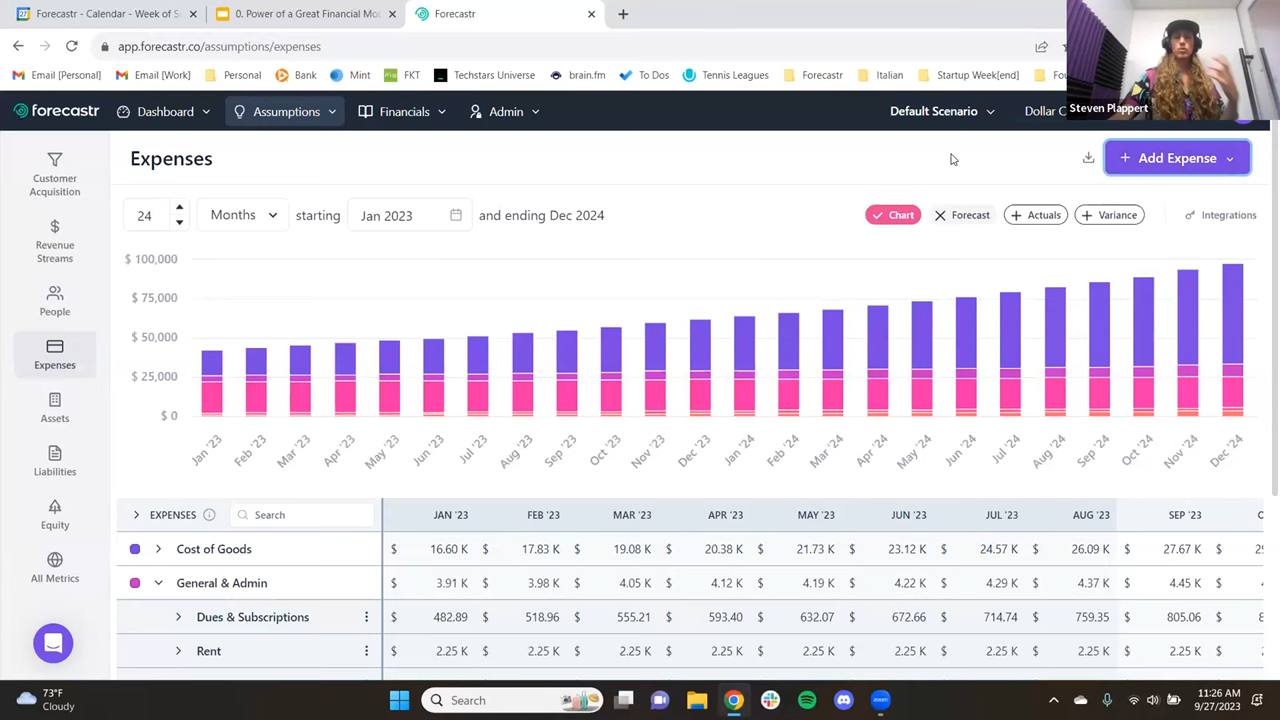 Forecastr - Calendar - Week of S
0. Power of a Great Financial Mo
Forecastr
app.forecastr.co/assumptions/expenses
Email [Personal]
Email [Work]
Personal
Bank
Mint
FKT
Techstars Universe
brain.fm
To Dos
Tennis Leagues
Forecastr
Italian
Startup Week[end]
Steven Plappert
forecastr
Dashboard
Assumptions
Financials
Admin
Default Scenario
Dollar C
Customer
Acquisition
Revenue
Streams
People
Expenses
Assets
Liabilities
Equity
All Metrics
Expenses
+ Add Expense
24 Months starting Jan 2023 and ending Dec 2024
Chart
Forecast
Actuals
Variance
Integrations
$ 100,000
$ 75,000
$ 50,000
$ 25,000
$ 0
Jan '23 Feb '23 Mar '23 Apr '23 May '23 Jun '23 Jul '23 Aug '23 Sep '23 Oct '23 Nov '23 Dec '23 Jan '24 Feb '24 Mar '24 Apr '24 May '24 Jun '24 Jul '24 Aug '24 Sep '24 Oct '24 Nov '24 Dec '24
EXPENSES Search JAN '23 FEB '23 MAR '23 APR '23 MAY '23 JUN '23 JUL '23 AUG '23 SEP '23
Cost of Goods $ 16.60 K $ 17.83 K $ 19.08 K $ 20.38 K $ 21.73 K $ 23.12 K $ 24.57 K $ 26.09 K $ 27.67 K $
General & Admin $ 3.91 K $ 3.98 K $ 4.05 K $ 4.12 K $ 4.19 K $ 4.22 K $ 4.29 K $ 4.37 K $ 4.45 K $
Dues & Subscriptions $ 482.89 $ 518.96 $ 555.21 $ 593.40 $ 632.07 $ 672.66 $ 714.74 $ 759.35 $ 805.06 $
Rent $ 2.25 K $ 2.25 K $ 2.25 K $ 2.25 K $ 2.25 K $ 2.25 K $ 2.25 K $ 2.25 K $ 2.25 K $
73°F
Cloudy
Search
11:26 AM
9/27/2023